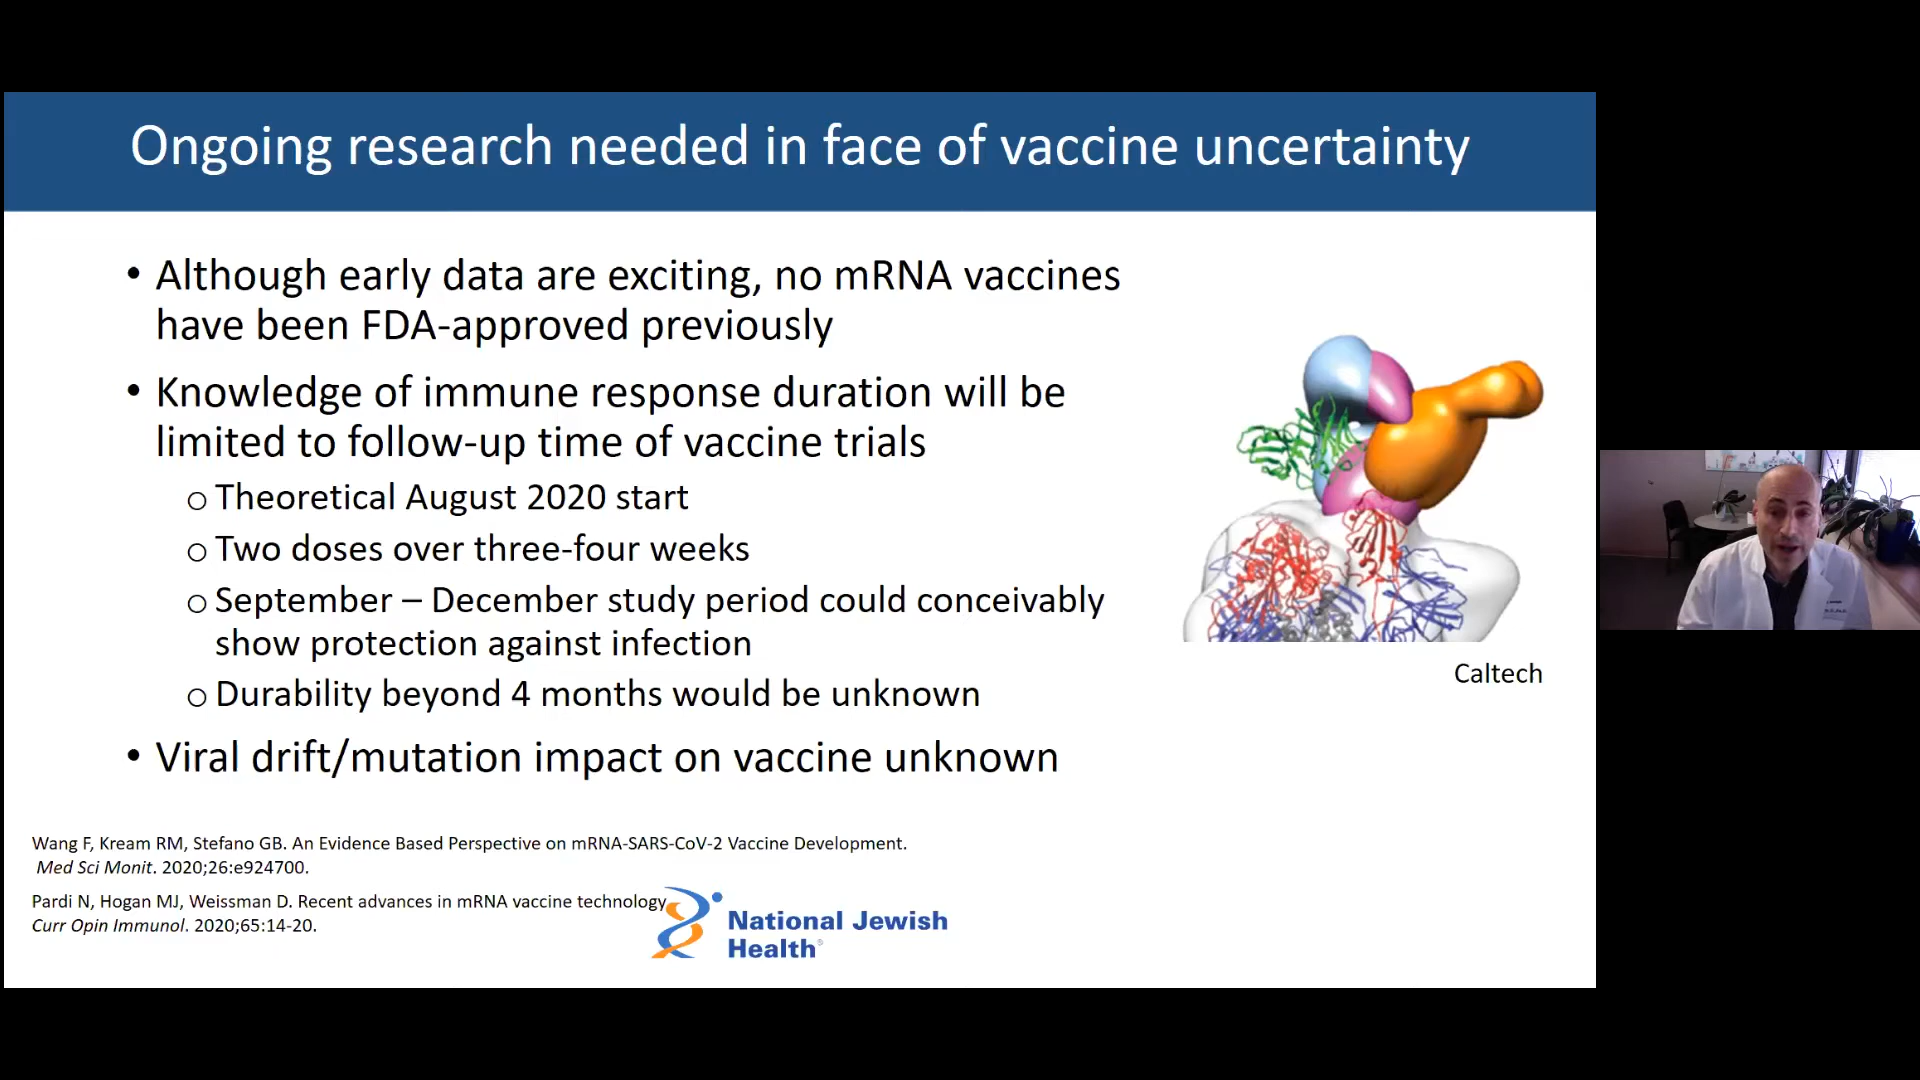 Ongoing research needed in face of vaccine uncertainty
• Although early data are exciting, no mRNA vaccines
have been FDA-approved previously
• Knowledge of immune response duration will be
limited to follow-up time of vaccine trials
o Theoretical August 2020 start
o Two doses over three-four weeks
o September – December study period could conceivably
show protection against infection
o Durability beyond 4 months would be unknown
• Viral drift/mutation impact on vaccine unknown
Caltech
Wang F, Kream RM, Stefano GB. An Evidence Based Perspective on mRNA-SARS-CoV-2 Vaccine Development.
Med Sci Monit. 2020;26:e924700.
Pardi N, Hogan MJ, Weissman D. Recent advances in mRNA vaccine technology
Curr Opin Immunol. 2020;65:14-20.
National Jewish
Health®